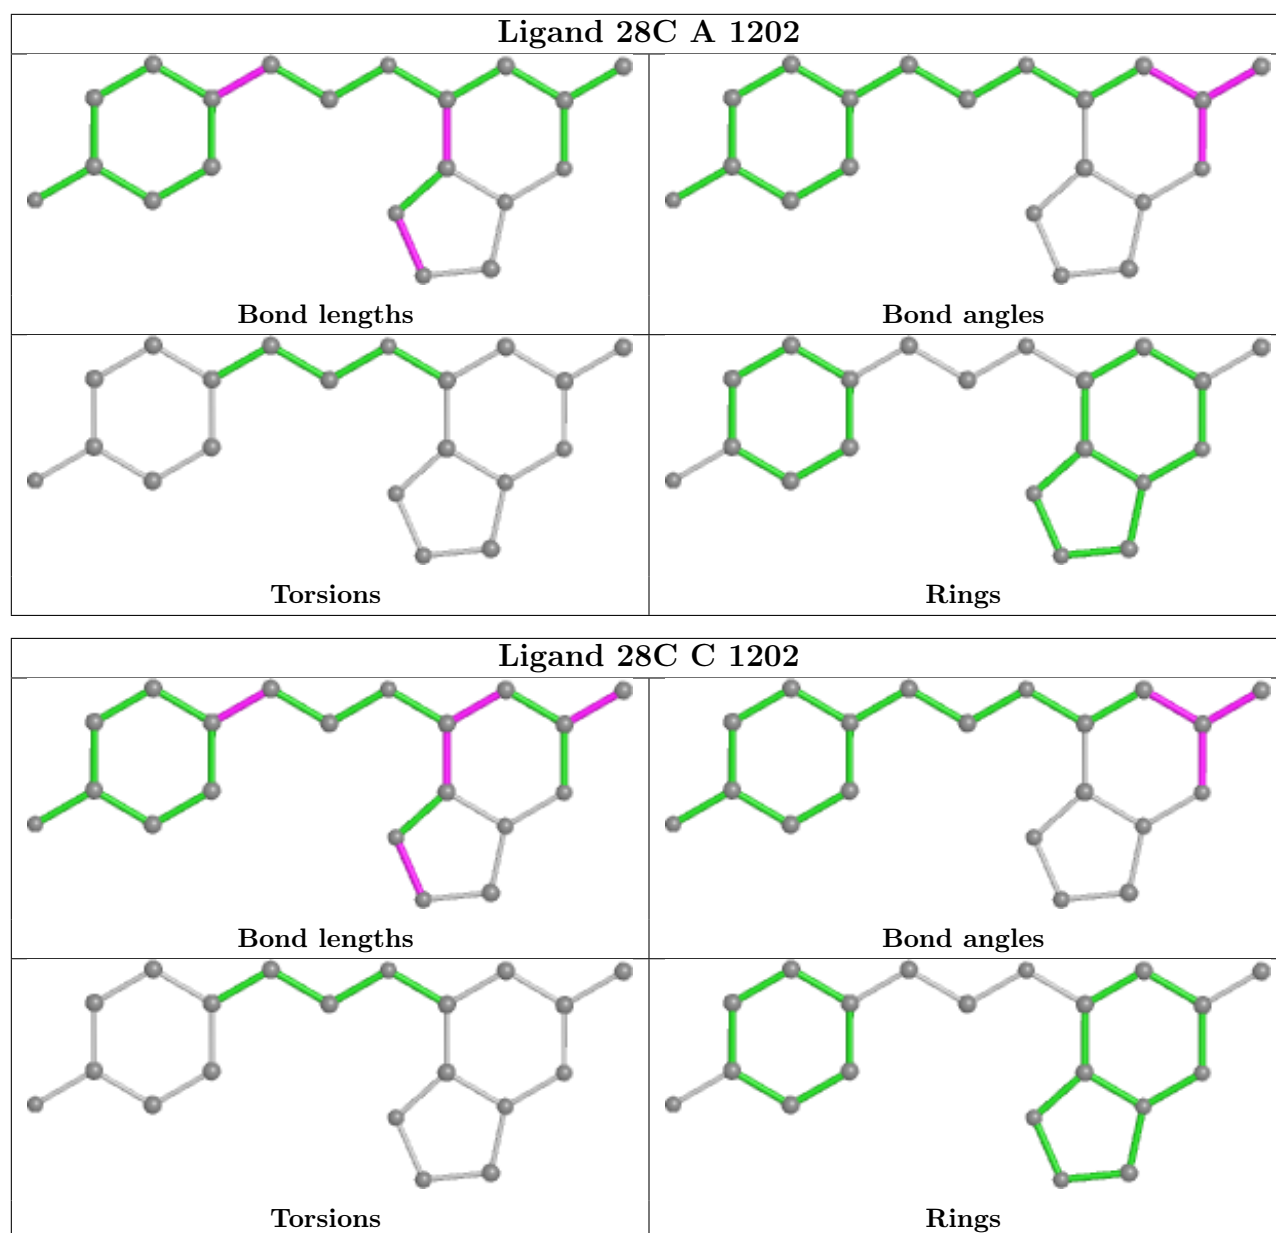 Ligand 28C A 1202
Bond lengths
Bond angles
Torsions
Rings
Ligand 28C C 1202
Bond lengths
Bond angles
Torsions
Rings